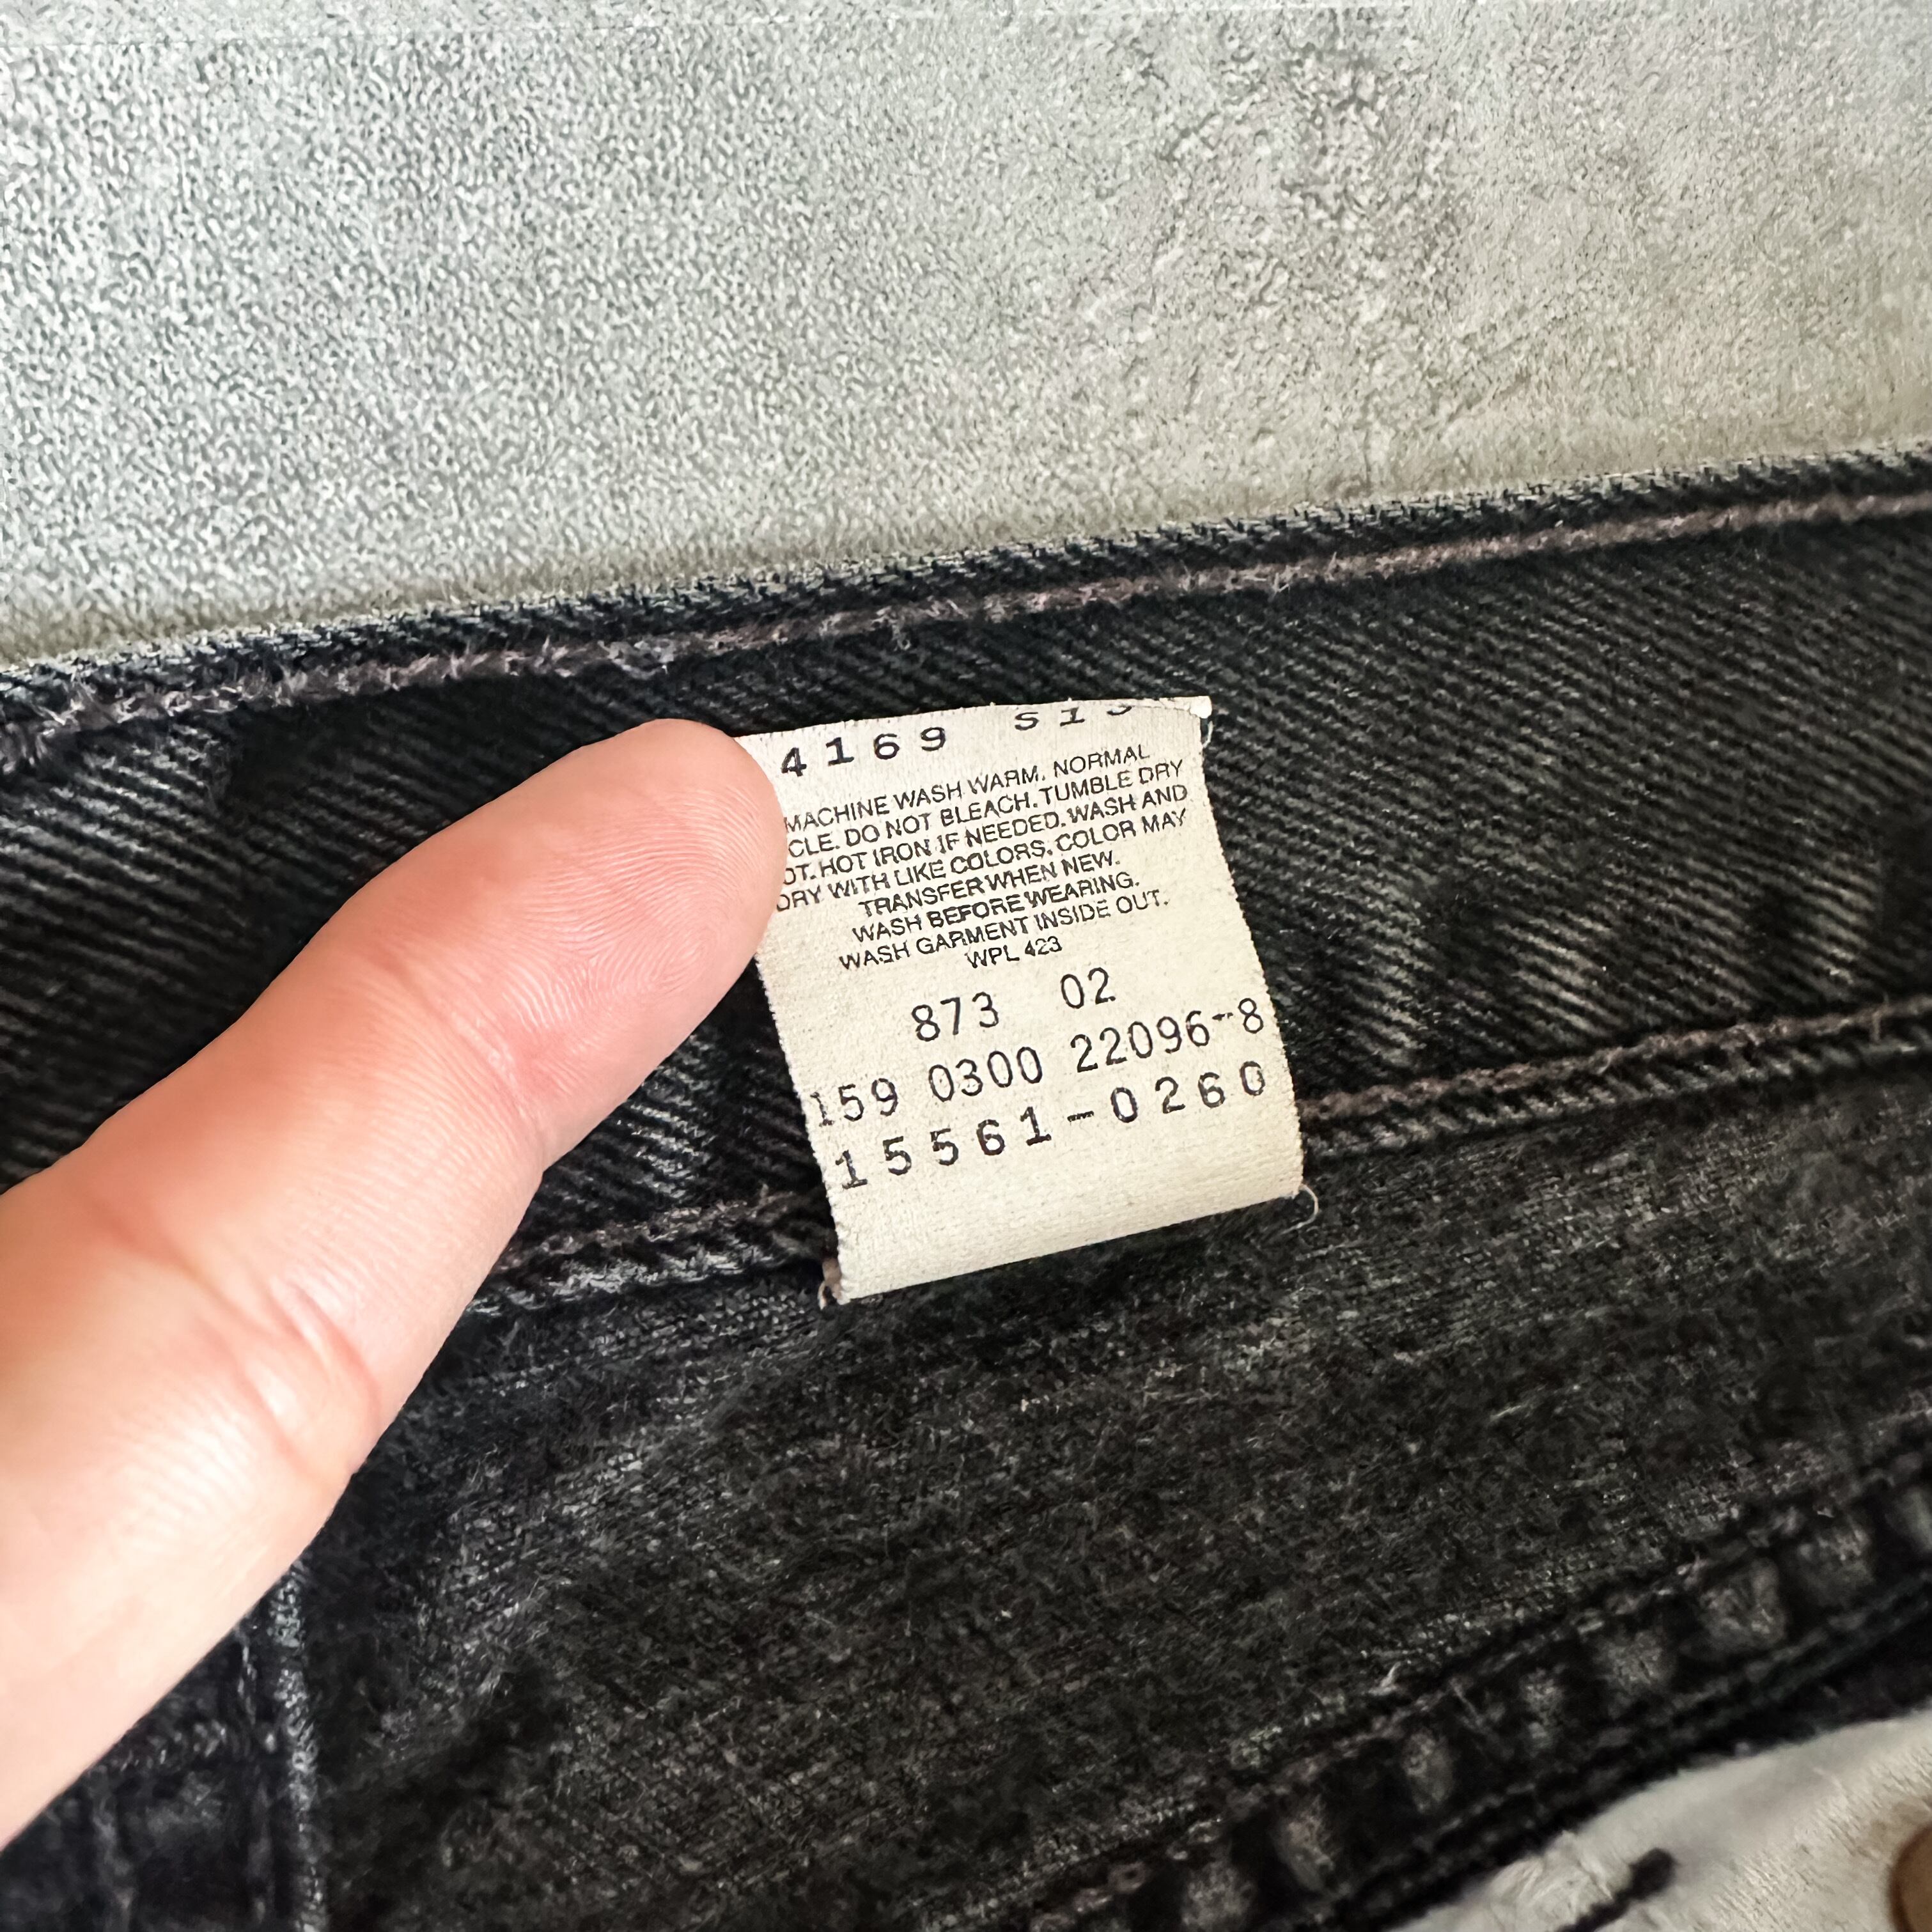 4169 S13
MACHINE WASH WARM. NORMAL
CLE. DO NOT BLEACH. TUMBLE DRY
OT. HOT IRON IF NEEDED. WASH AND
DRY WITH LIKE COLORS. COLOR MAY
TRANSFER WHEN NEW.
WASH BEFORE WEARING.
WASH GARMENT INSIDE OUT.
WPL 423
873 02
159 0300 22096-8
15561-0260